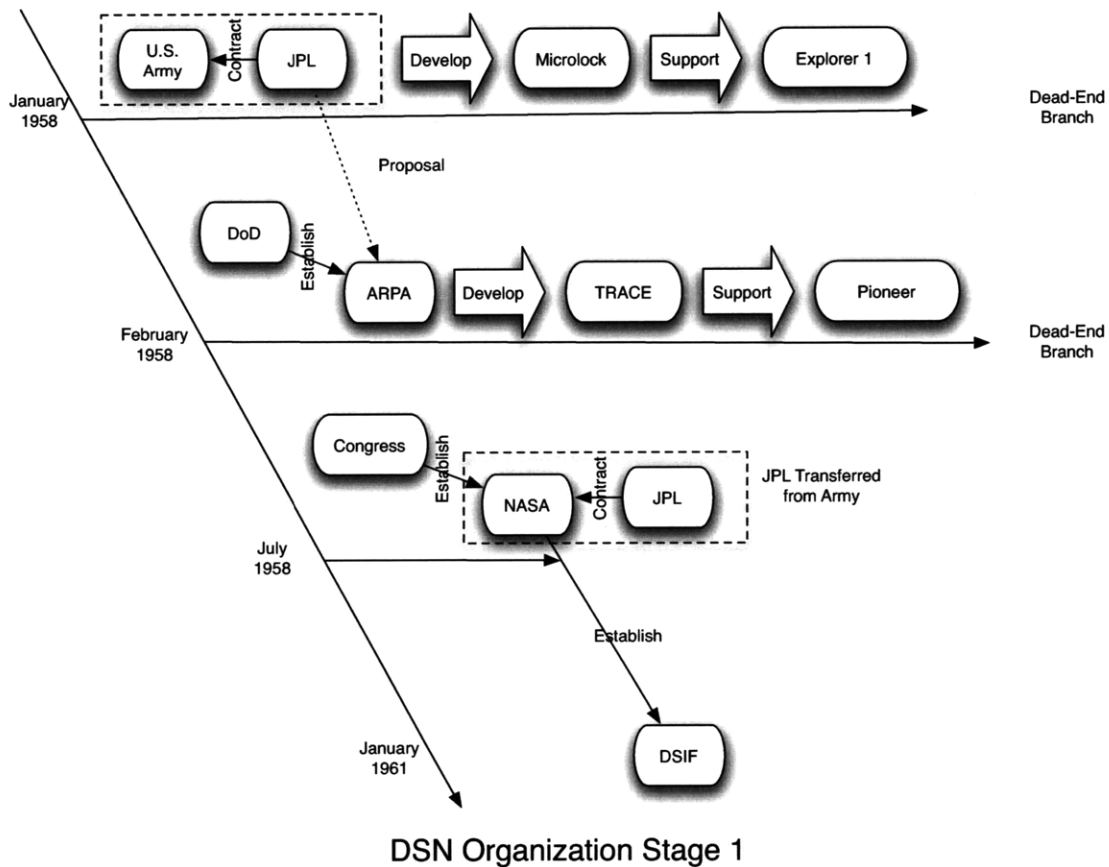 U.S.
Army
Contract
JPL
Develop
Microlock
Support
Explorer 1
January
1958
Dead-End
Branch
Proposal
DoD
Establish
ARPA
Develop
TRACE
Support
Pioneer
February
1958
Dead-End
Branch
Congress
Establish
NASA
Contract
JPL
JPL Transferred
from Army
July
1958
Establish
January
1961
DSIF
DSN Organization Stage 1